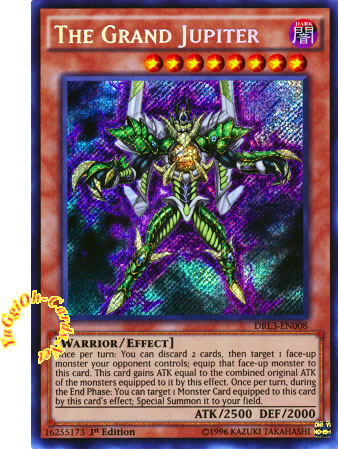 THE GRAND JUPITER
DARK
闇
DRL3-EN008
[WARRIOR/EFFECT]
Once per turn: You can discard 2 cards, then target 1 face-up
monster your opponent controls; equip that face-up monster to
this card. This card gains ATK equal to the combined original ATK
of the monsters equipped to it by this effect. Once per turn, during
the End Phase: You can target 1 Monster Card equipped to this
card by this card's effect; Special Summon it to your field.
ATK/2500 DEF/2000
16255173 1st Edition ©1996 KAZUKI TAKAHASHI